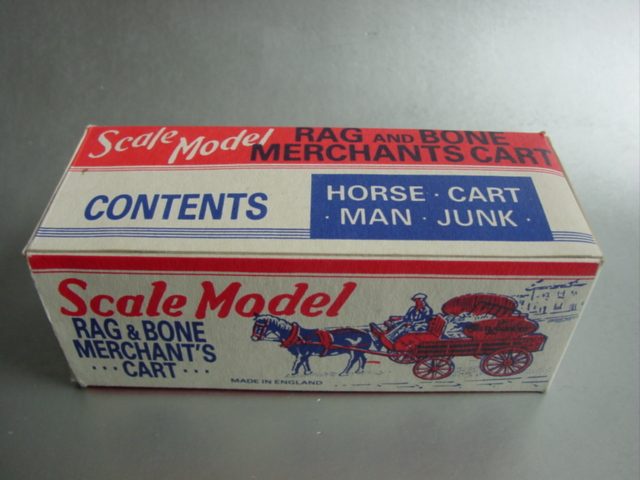 Scale Model RAG AND BONE
MERCHANTS CART
CONTENTS
HORSE · CART
· MAN · JUNK ·
Scale Model
RAG & BONE
MERCHANT'S
··· CART ···
MADE IN ENGLAND